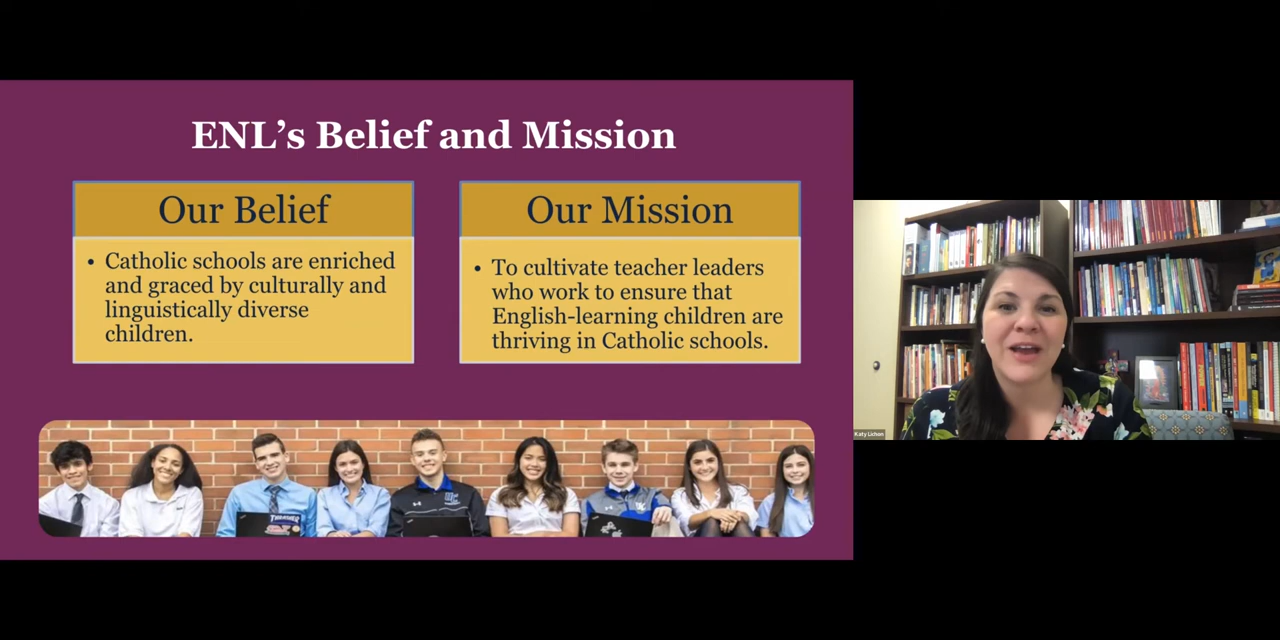 ENL’s Belief and Mission
Our Belief
• Catholic schools are enriched
and graced by culturally and
linguistically diverse
children.
Our Mission
• To cultivate teacher leaders
who work to ensure that
English-learning children are
thriving in Catholic schools.
THRASHER
Katy Lichon